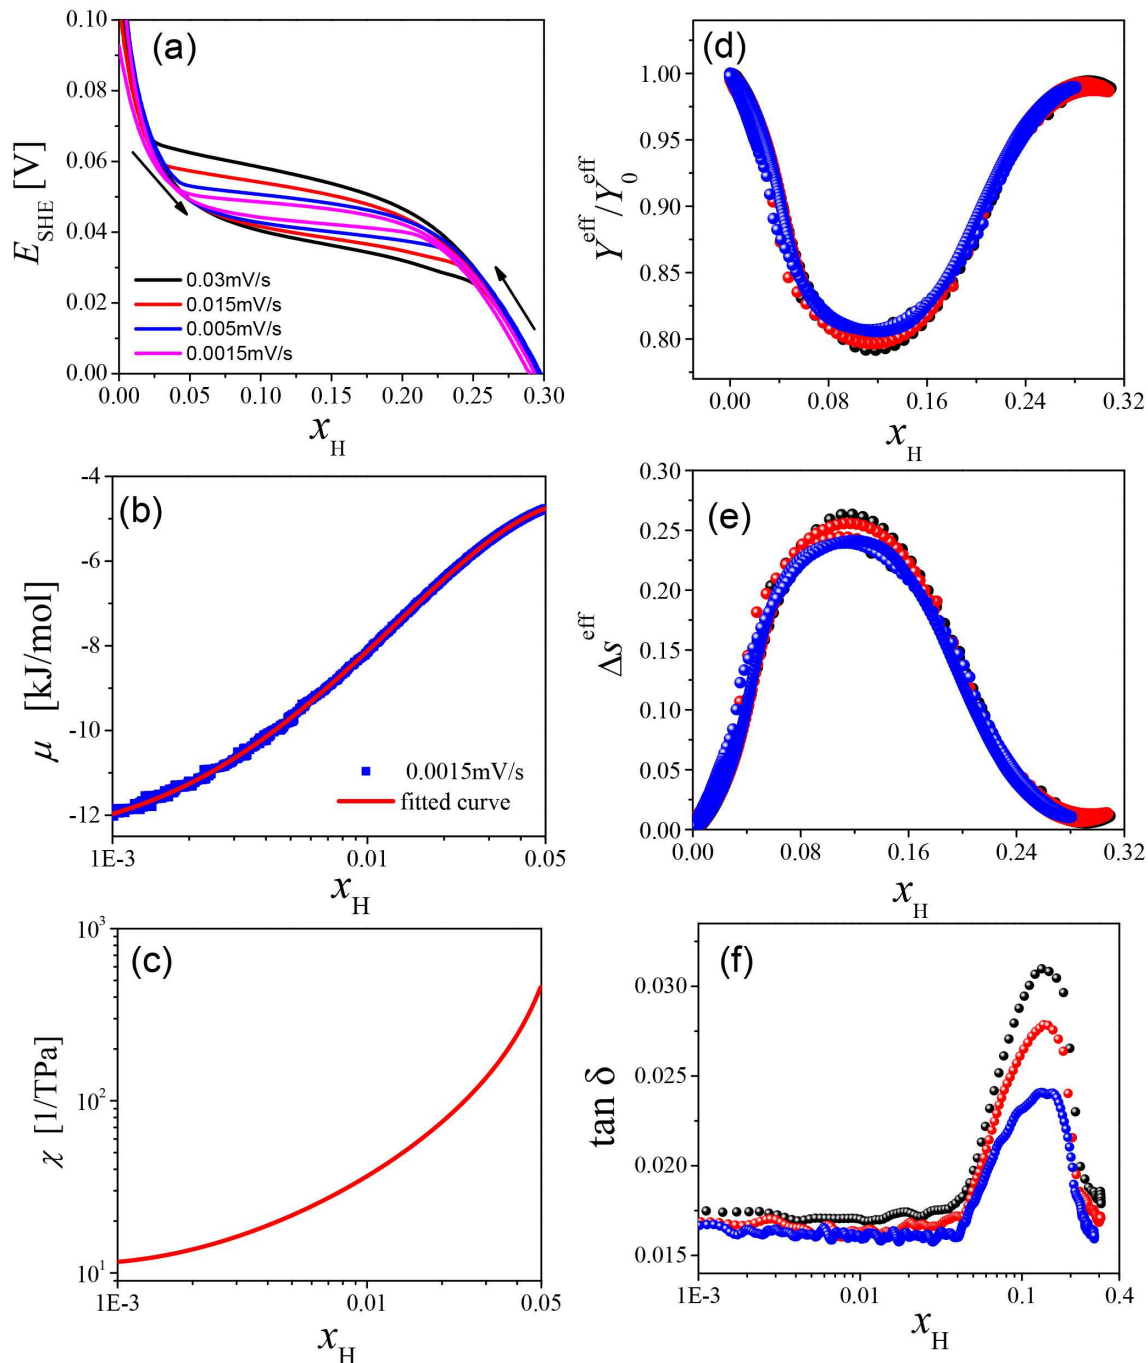 (a)
E_SHE [V]
0.10
0.08
0.06
0.04
0.02
0.00
0.03mV/s
0.015mV/s
0.005mV/s
0.0015mV/s
0.00 0.05 0.10 0.15 0.20 0.25 0.30
x_H
(d)
Y^eff/Y_0^eff
1.00
0.95
0.90
0.85
0.80
0.00 0.08 0.16 0.24 0.32
x_H
(b)
μ [kJ/mol]
-4
-6
-8
-10
-12
0.0015mV/s
fitted curve
1E-3 0.01 0.05
x_H
(e)
Δs^eff
0.30
0.25
0.20
0.15
0.10
0.05
0.00
0.00 0.08 0.16 0.24 0.32
x_H
(c)
χ [1/TPa]
10³
10²
10¹
1E-3 0.01 0.05
x_H
(f)
tan δ
0.030
0.025
0.020
0.015
1E-3 0.01 0.1 0.4
x_H